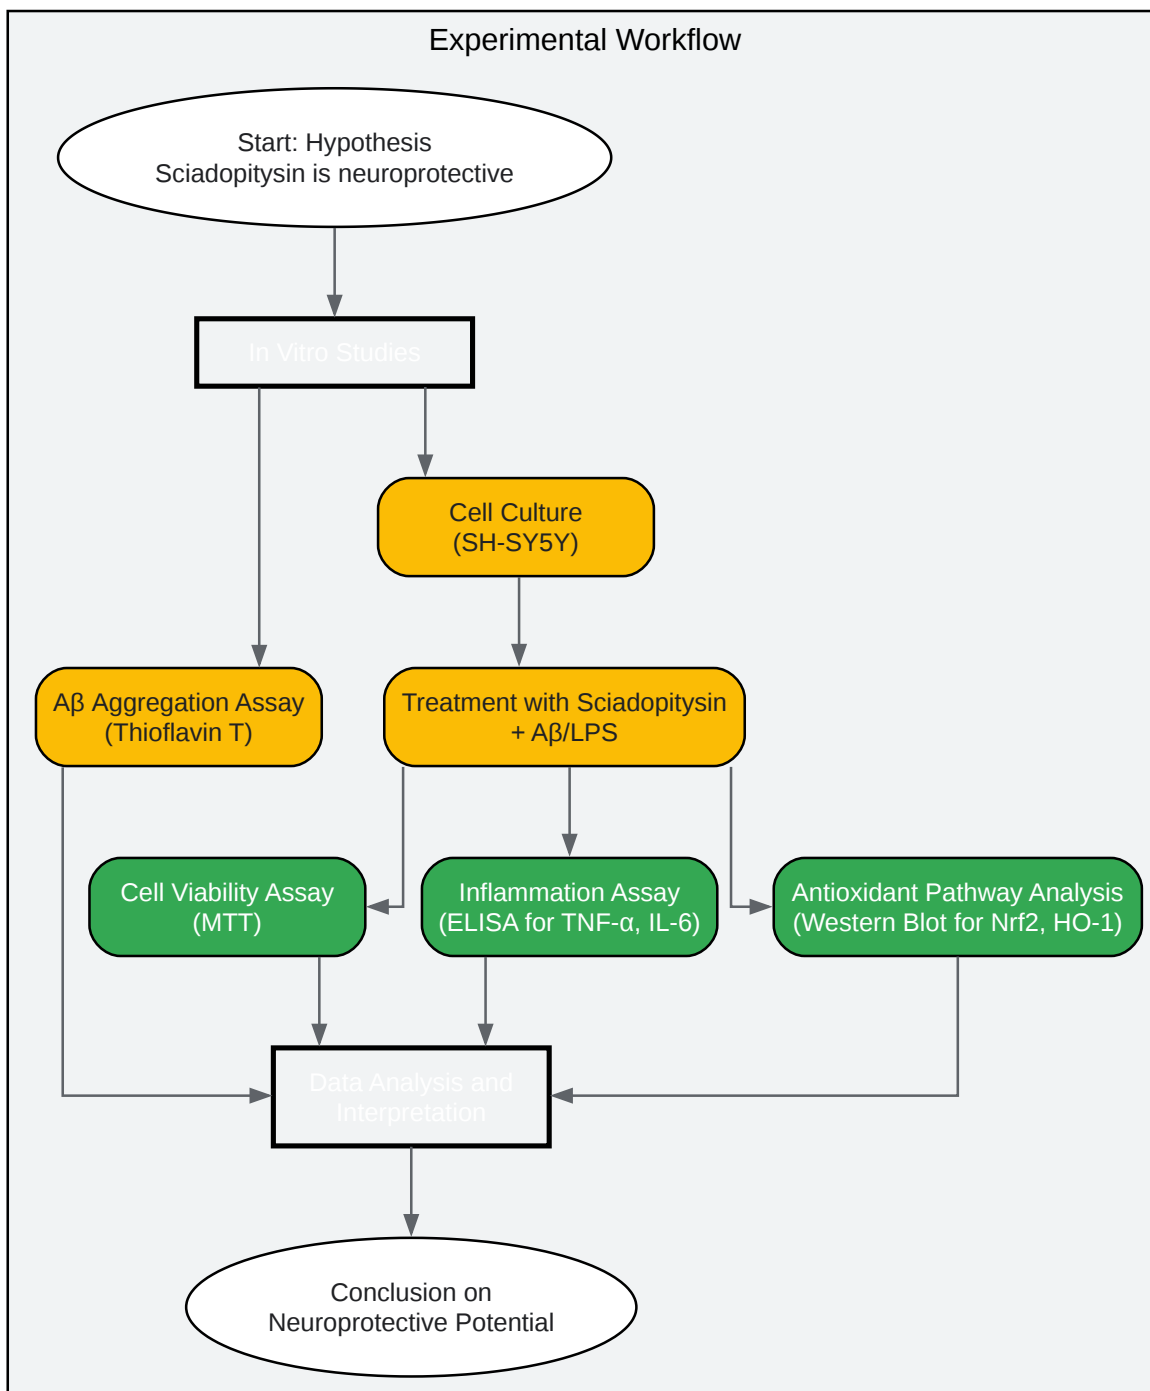 Experimental Workflow
Start: Hypothesis
Sciadopitysin is neuroprotective
In Vitro Studies
Cell Culture
(SH-SY5Y)
Aβ Aggregation Assay
(Thioflavin T)
Treatment with Sciadopitysin
+ Aβ/LPS
Cell Viability Assay
(MTT)
Inflammation Assay
(ELISA for TNF-α, IL-6)
Antioxidant Pathway Analysis
(Western Blot for Nrf2, HO-1)
Data Analysis and
Interpretation
Conclusion on
Neuroprotective Potential